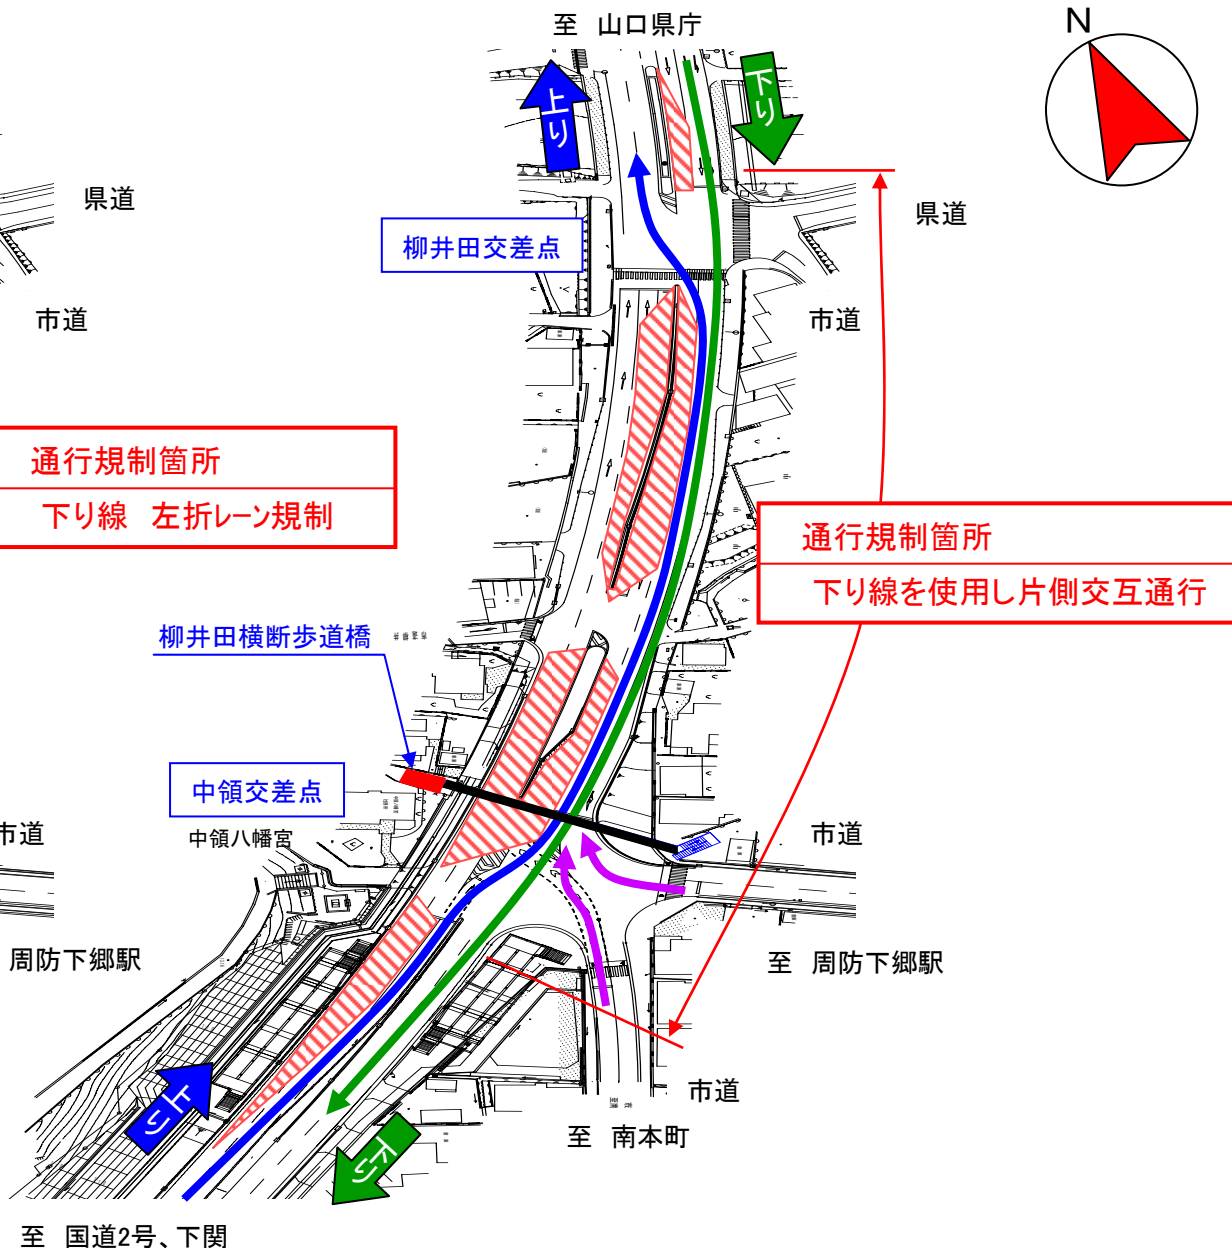 至 山口県庁
N
上り
下り
県道
県道
柳井田交差点
市道
市道
通行規制箇所
下り線 左折レーン規制
通行規制箇所
下り線を使用し片側交互通行
柳井田横断歩道橋
中領交差点
中領八幡宮
市道
市道
周防下郷駅
至 周防下郷駅
上り
市道
至 南本町
下り
至 国道2号、下関